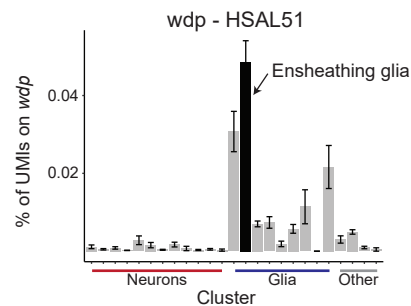 wdp - HSAL51
Ensheathing glia
% of UMIs on wdp
0.04
0.02
Neurons
Glia
Other
Cluster